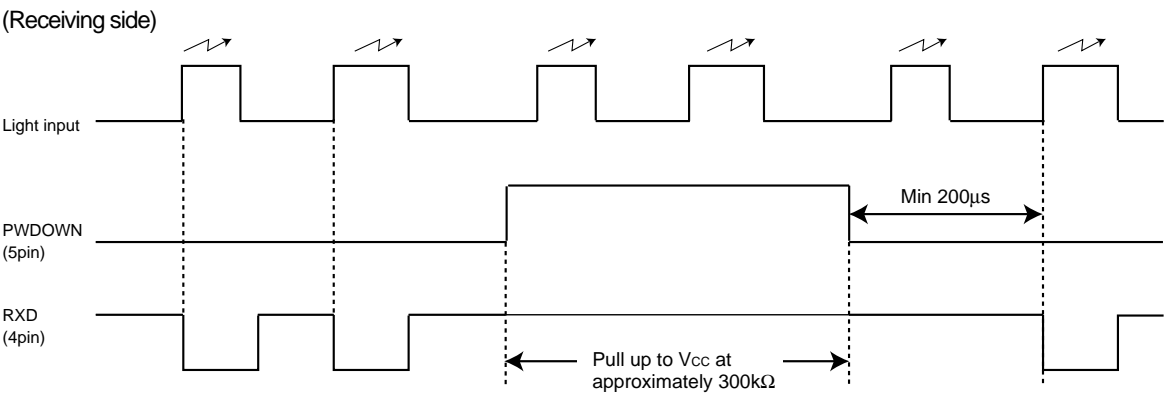 (Receiving side)
Light input
Min 200μs
PWDOWN
(5pin)
RXD
(4pin)
Pull up to Vcc at
approximately 300kΩ